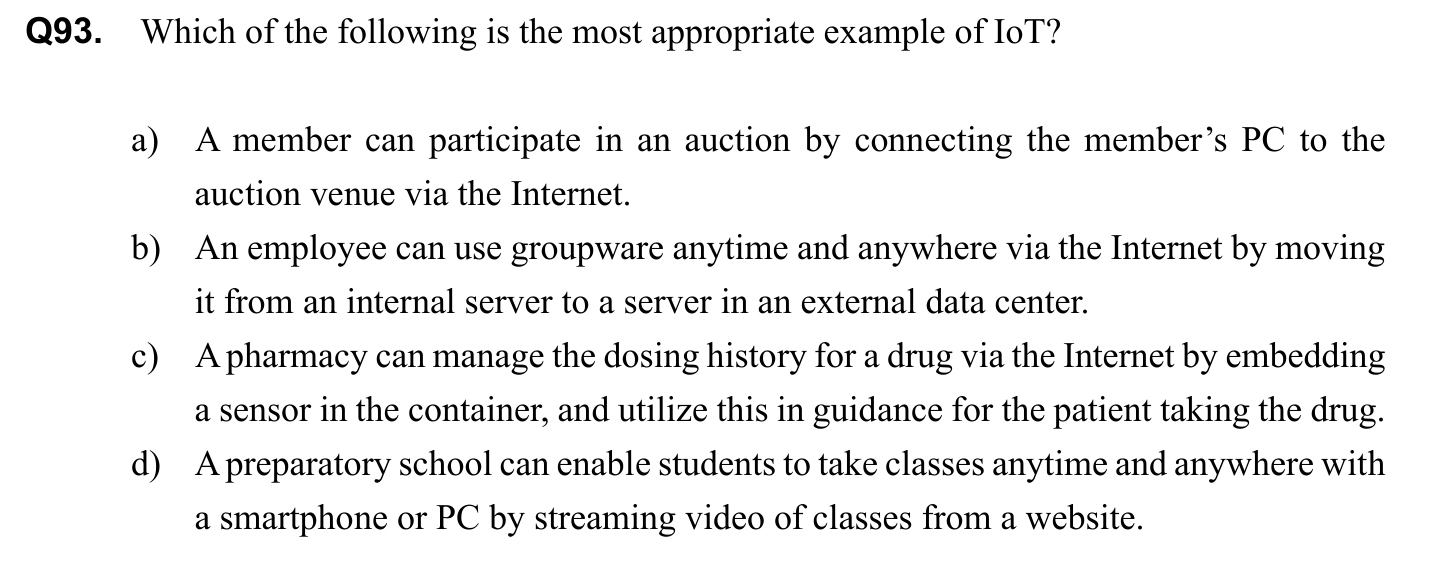 Q93. Which of the following is the most appropriate example of IoT?
a) A member can participate in an auction by connecting the member’s PC to the
auction venue via the Internet.
b) An employee can use groupware anytime and anywhere via the Internet by moving
it from an internal server to a server in an external data center.
c) A pharmacy can manage the dosing history for a drug via the Internet by embedding
a sensor in the container, and utilize this in guidance for the patient taking the drug.
d) A preparatory school can enable students to take classes anytime and anywhere with
a smartphone or PC by streaming video of classes from a website.